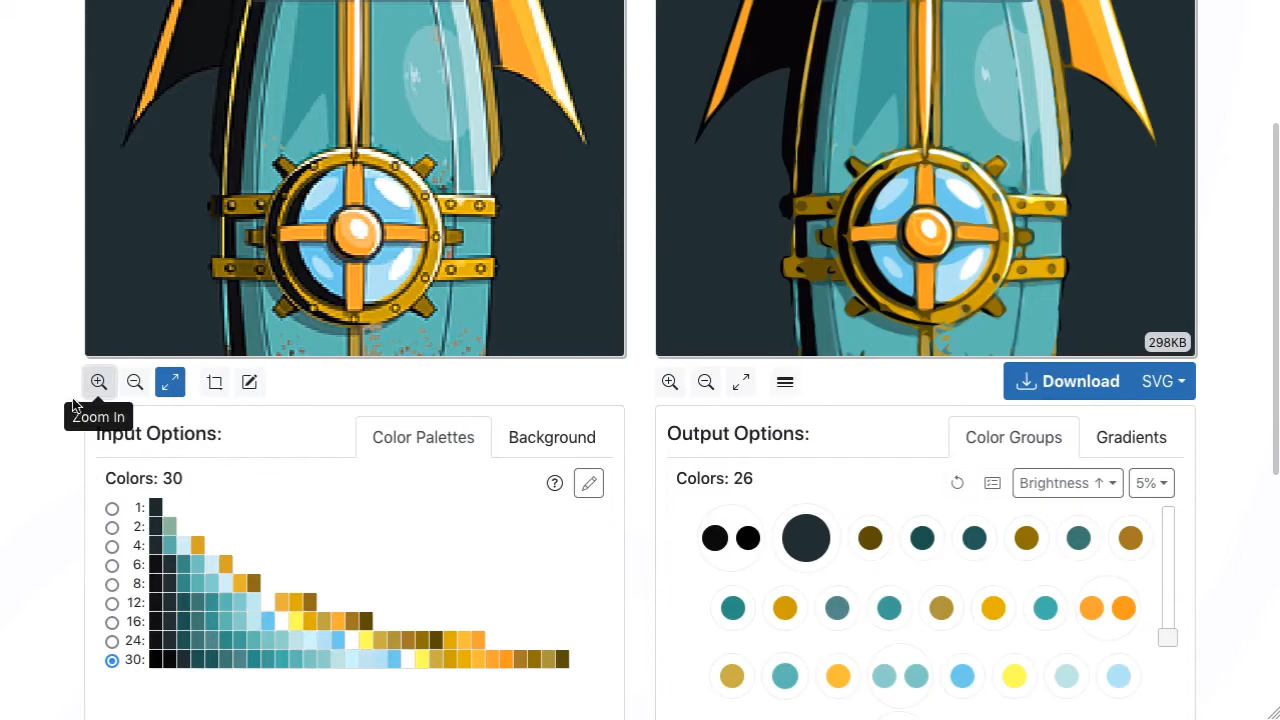 298KB
Download SVG
Zoom In
Input Options:
Color Palettes
Background
Output Options:
Color Groups
Gradients
Colors: 30
Colors: 26
Brightness ↑
5%
1:
2:
4:
6:
8:
12:
16:
24:
30: